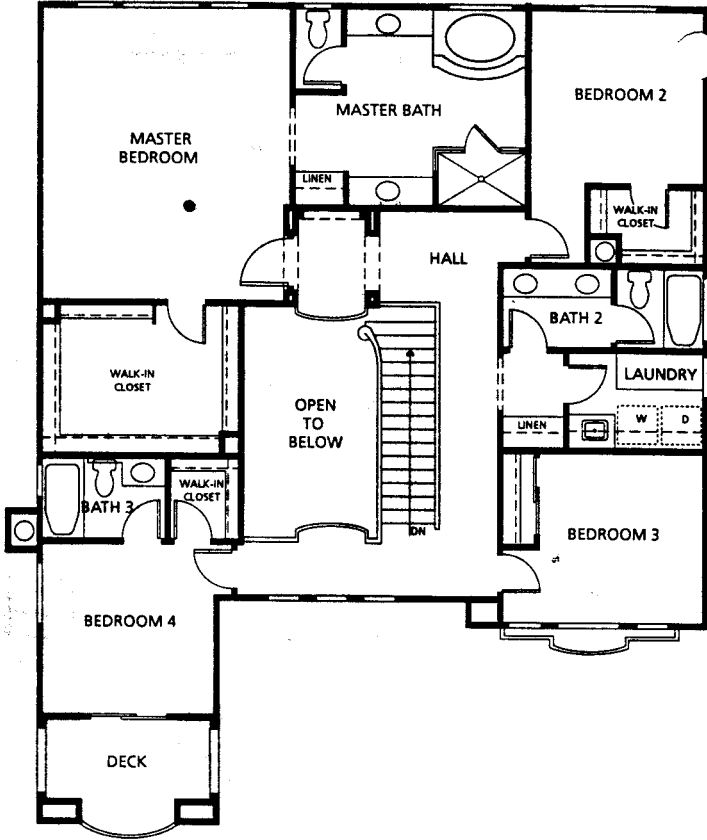 MASTER
BEDROOM
MASTER BATH
LINEN
BEDROOM 2
WALK-IN
CLOSET
HALL
BATH 2
WALK-IN
CLOSET
OPEN
TO
BELOW
LAUNDRY
LINEN
W
D
BATH 3
WALK-IN
CLOSET
DN
BEDROOM 3
BEDROOM 4
DECK